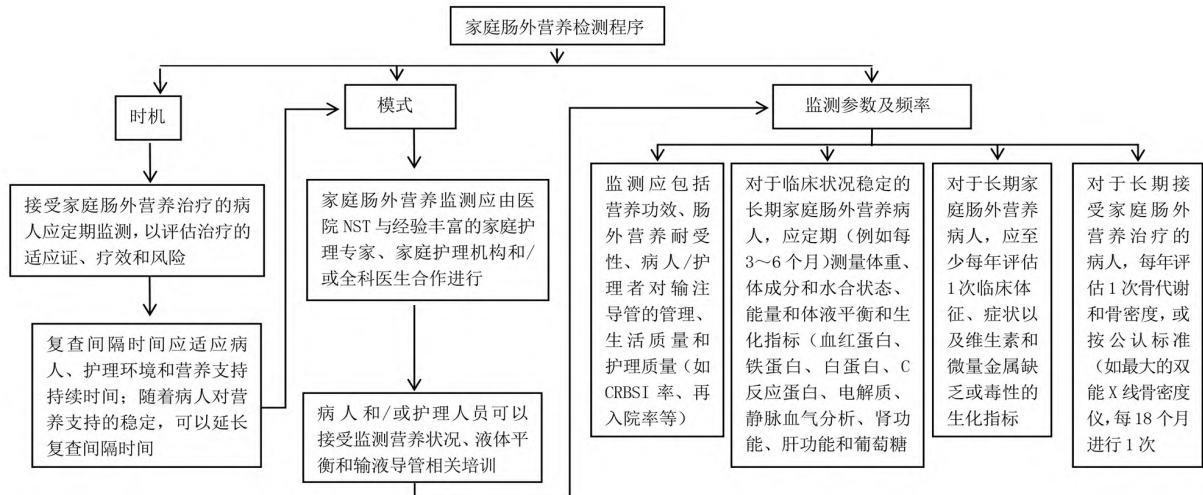 家庭肠外营养检测程序
时机
模式
监测参数及频率
接受家庭肠外营养治疗的病
人应定期监测，以评估治疗的
适应证、疗效和风险
复查间隔时间应适应病
人、护理环境和营养支持
持续时间；随着病人对营
养支持的稳定，可以延长
复查间隔时间
家庭肠外营养监测应由医
院NST与经验丰富的家庭护
理专家、家庭护理机构和/
或全科医生合作进行
病人和/或护理人员可以
接受监测营养状况、液体平
衡和输液导管相关培训
监测应包括
营养功效、肠
外营养耐受
性、病人/护
理者对输注
导管的管理、
生活质量和
护理质量（如
CRBSI率、再
入院率等）
对于临床状况稳定的
长期家庭肠外营养病
人，应定期（例如每
3～6个月）测量体重、
体成分和水合状态、
能量和体液平衡和生
化指标（血红蛋白、
铁蛋白、白蛋白、C
反应蛋白、电解质、
静脉血气分析、肾功
能、肝功能和葡萄糖
对于长期家
庭肠外营养
病人，应至
少每年评估
1次临床体
征、症状以
及维生素和
微量金属缺
乏或毒性的
生化指标
对于长期接
受家庭肠外
营养治疗的
病人，每年评
估1次骨代谢
和骨密度，或
按公认标准
（如最大的双
能X线骨密度
仪，每18个月
进行1次